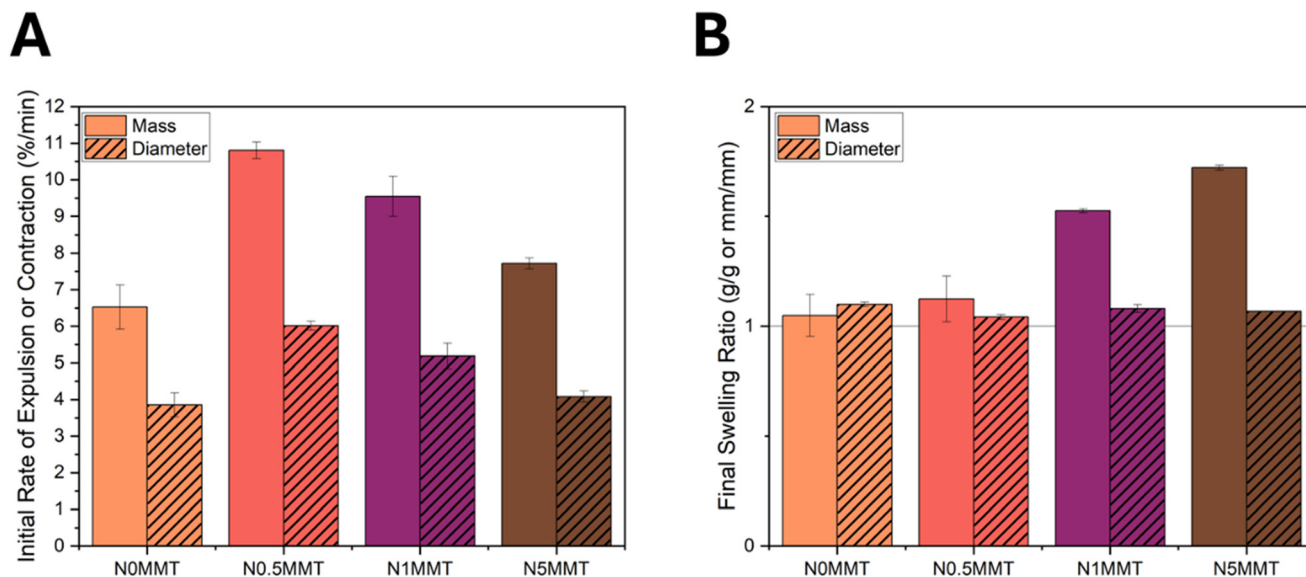 A
Initial Rate of Expulsion or Contraction (%/min)
12
11
10
9
8
7
6
5
4
3
2
1
0
Mass
Diameter
N0MMT N0.5MMT N1MMT N5MMT
B
Final Swelling Ratio (g/g or mm/mm)
2
1
0
Mass
Diameter
N0MMT N0.5MMT N1MMT N5MMT